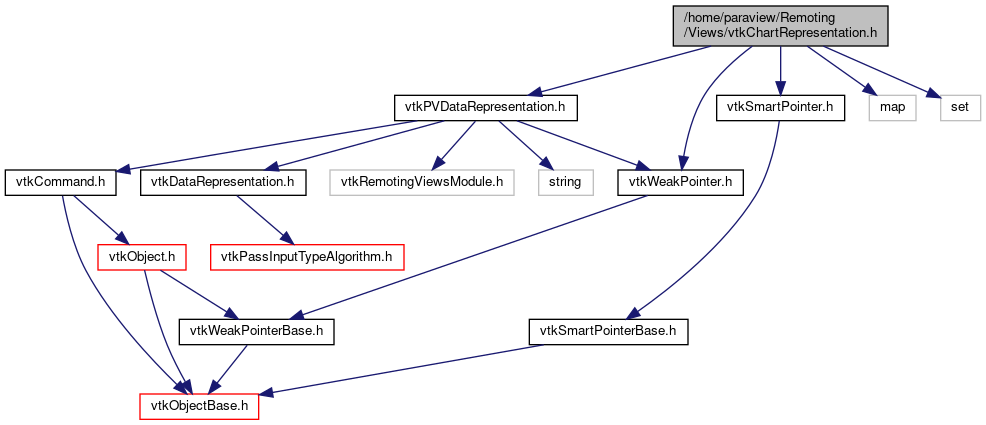 /home/paraview/Remoting
/Views/vtkChartRepresentation.h
vtkPVDataRepresentation.h
vtkSmartPointer.h
map
set
vtkCommand.h
vtkDataRepresentation.h
vtkRemotingViewsModule.h
string
vtkWeakPointer.h
vtkObject.h
vtkPassInputTypeAlgorithm.h
vtkWeakPointerBase.h
vtkSmartPointerBase.h
vtkObjectBase.h